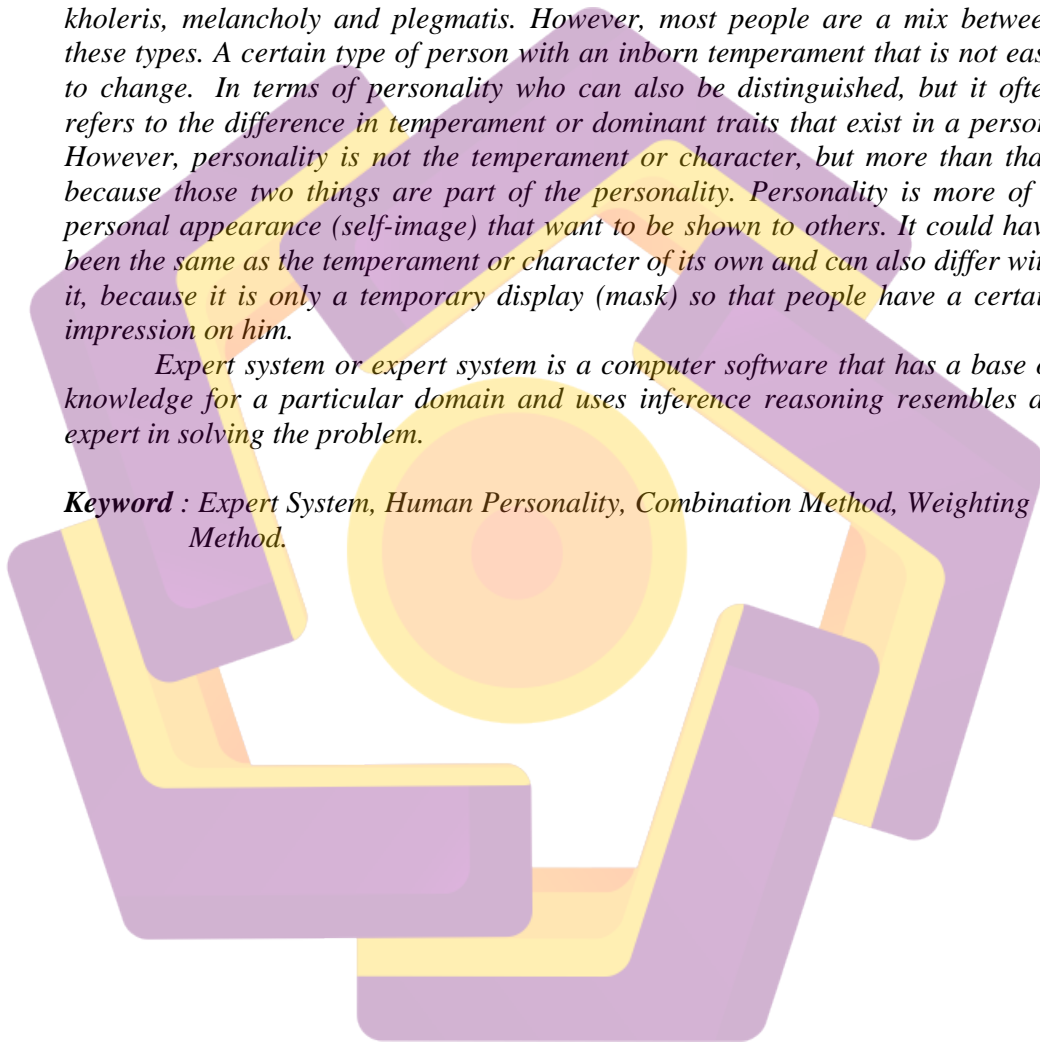 kholeris, melancholy and plegmatis. However, most people are a mix betwee
these types. A certain type of person with an inborn temperament that is not eas
to change. In terms of personality who can also be distinguished, but it ofte
refers to the difference in temperament or dominant traits that exist in a person
However, personality is not the temperament or character, but more than tha
because those two things are part of the personality. Personality is more of
personal appearance (self-image) that want to be shown to others. It could hav
been the same as the temperament or character of its own and can also differ wit
it, because it is only a temporary display (mask) so that people have a certai
impression on him.
Expert system or expert system is a computer software that has a base o
knowledge for a particular domain and uses inference reasoning resembles a
expert in solving the problem.
Keyword : Expert System, Human Personality, Combination Method, Weighting
Method.